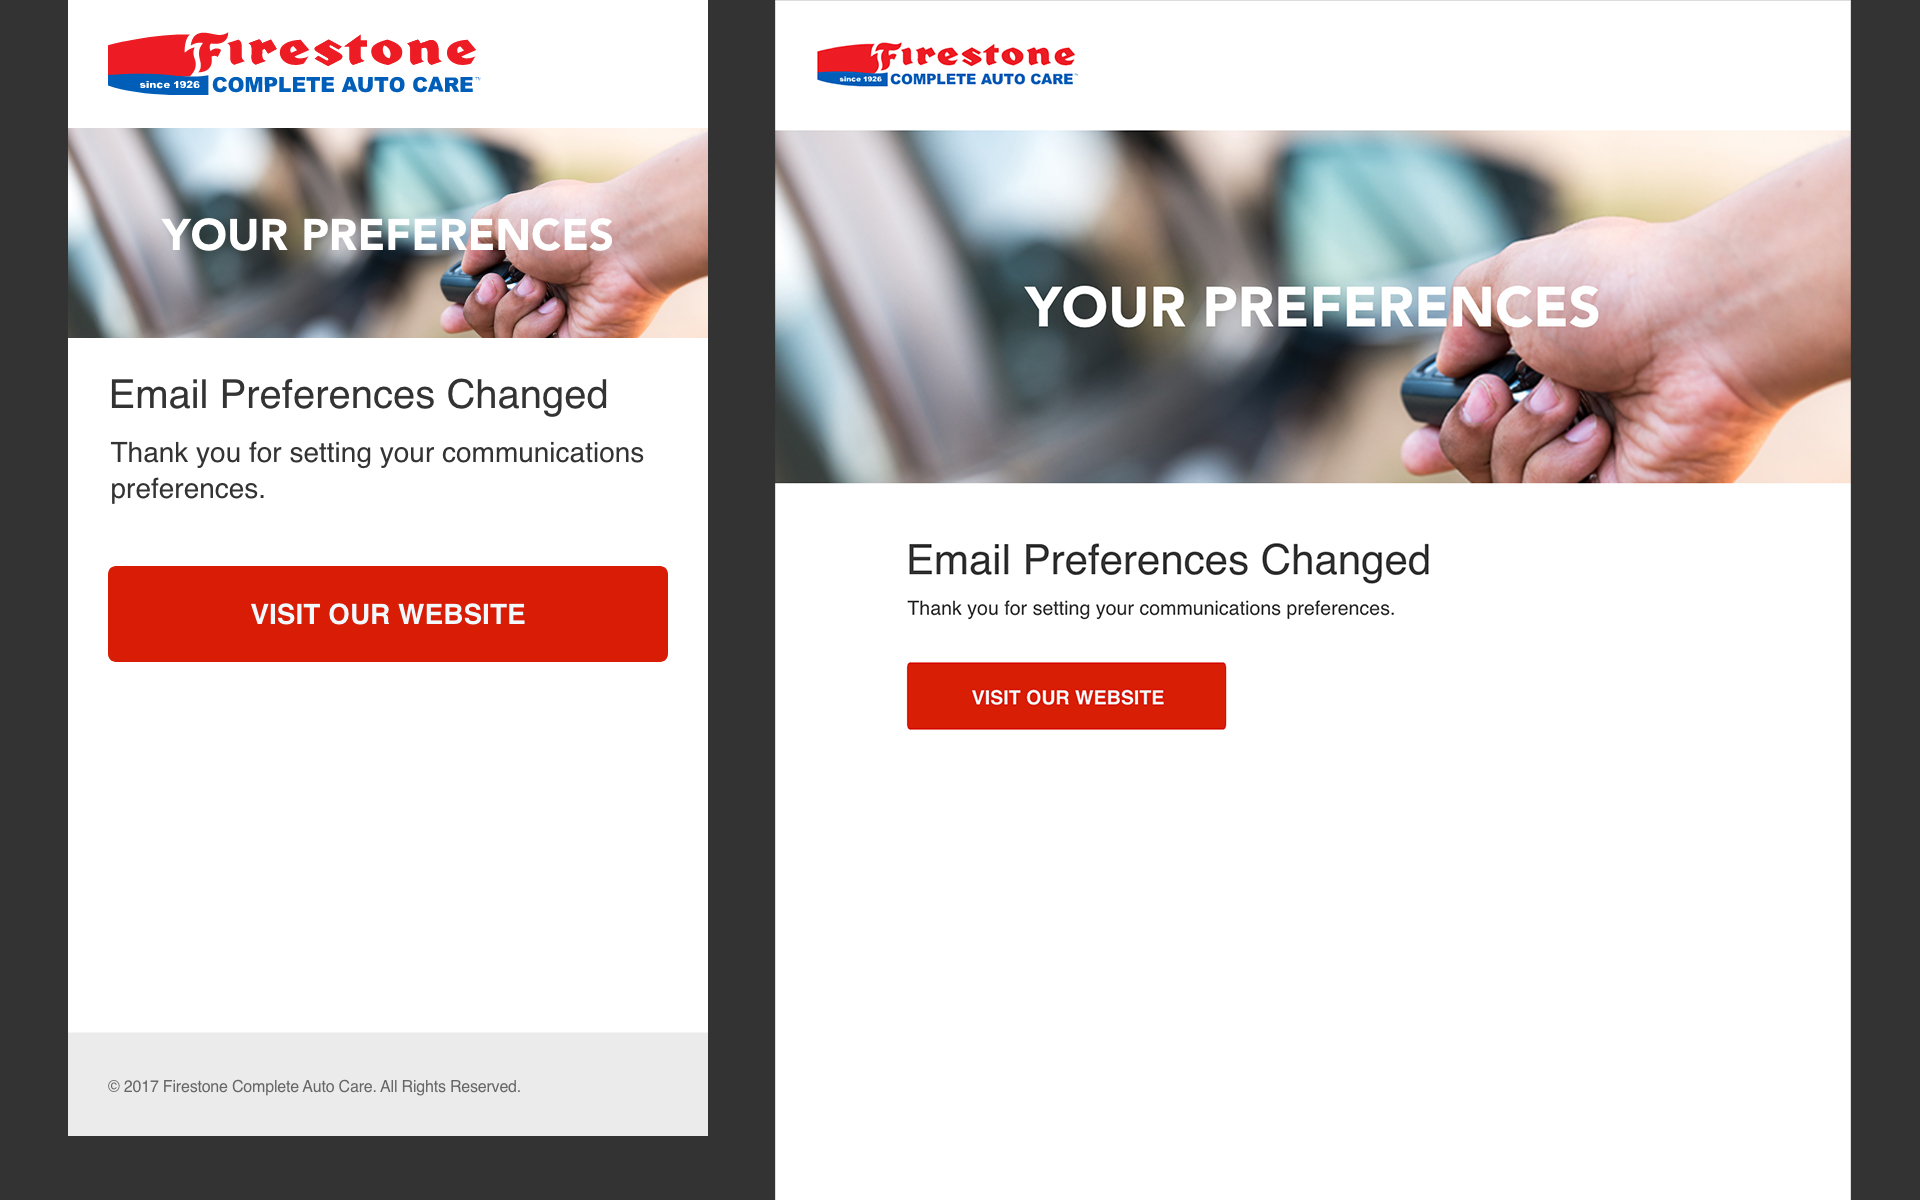 Firestone
since 1926 COMPLETE AUTO CARE™
YOUR PREFERENCES
Email Preferences Changed
Thank you for setting your communications
preferences.
VISIT OUR WEBSITE
© 2017 Firestone Complete Auto Care. All Rights Reserved.
Firestone
since 1926 COMPLETE AUTO CARE™
YOUR PREFERENCES
Email Preferences Changed
Thank you for setting your communications preferences.
VISIT OUR WEBSITE